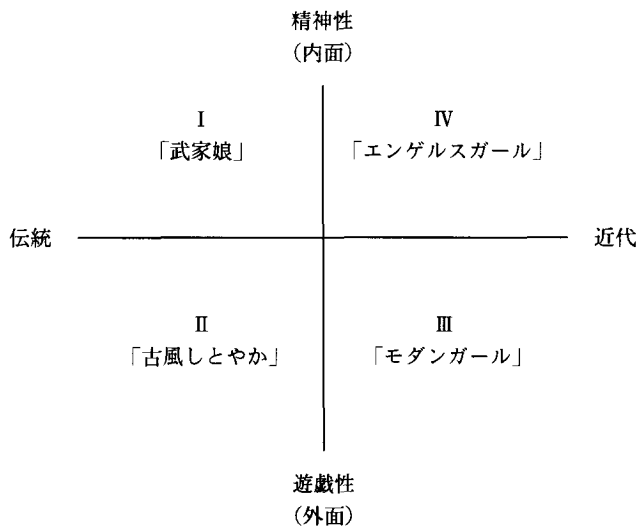 精神性
（内面）
Ⅰ
「武家娘」
Ⅳ
「エンゲルスガール」
伝統
近代
Ⅱ
「古風しとやか」
Ⅲ
「モダンガール」
遊戯性
（外面）